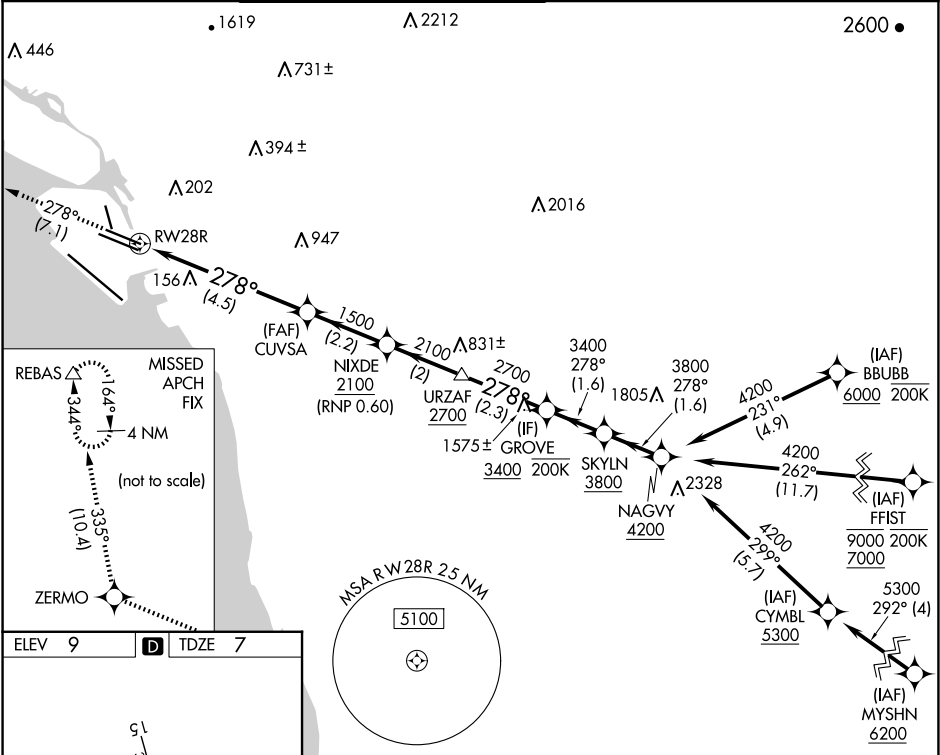 1619
2212
2600
446
731±
394±
202
2016
278°
(7.1)
RW28R
947
156
278°
(4.5)
(FAF)
CUVSA
1500
(2.2)
NIXDE
2100
(RNP 0.60)
2100
(2)
831±
URZAF
2700
2700
278°
(2.3)
1575±
(IF)
GROVE
3400 200K
3400
278°
(1.6)
SKYLN
3800
1805
3800
278°
(1.6)
NAGVY
4200
2328
4200
231°
(4.9)
(IAF)
BBUBB
6000 200K
4200
262°
(11.7)
(IAF)
FFIST
9000 200K
7000
4200
299°
(5.7)
(IAF)
CYMBL
5300
5300
292° (4)
(IAF)
MYSHN
6200
MISSED
APCH
FIX
REBAS
164°
344°
4 NM
(not to scale)
335°
(10.4)
ZERMO
MSA RW28R 25 NM
5100
ELEV 9
D
TDZE 7
15